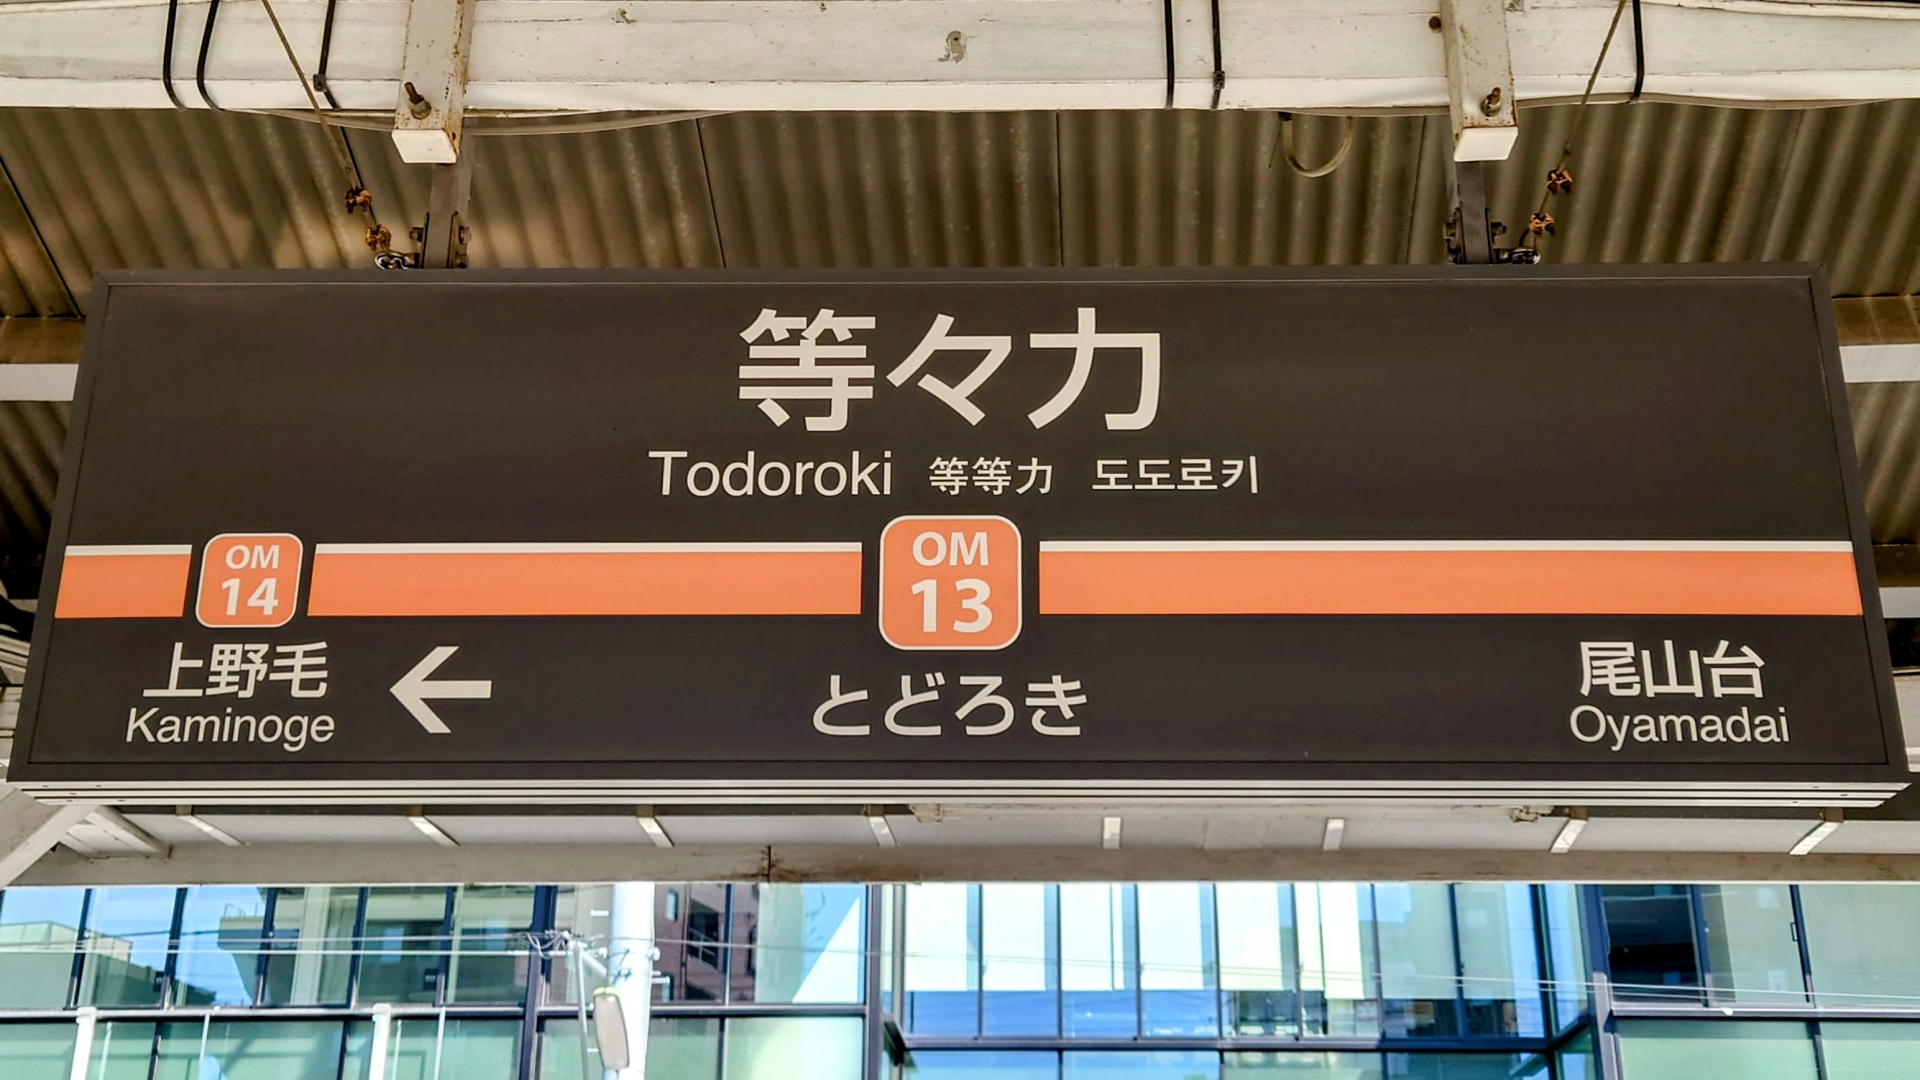 等々力
Todoroki 等等力 도도로키
OM
14
OM
13
上野毛
Kaminoge
←
とどろき
尾山台
Oyamadai